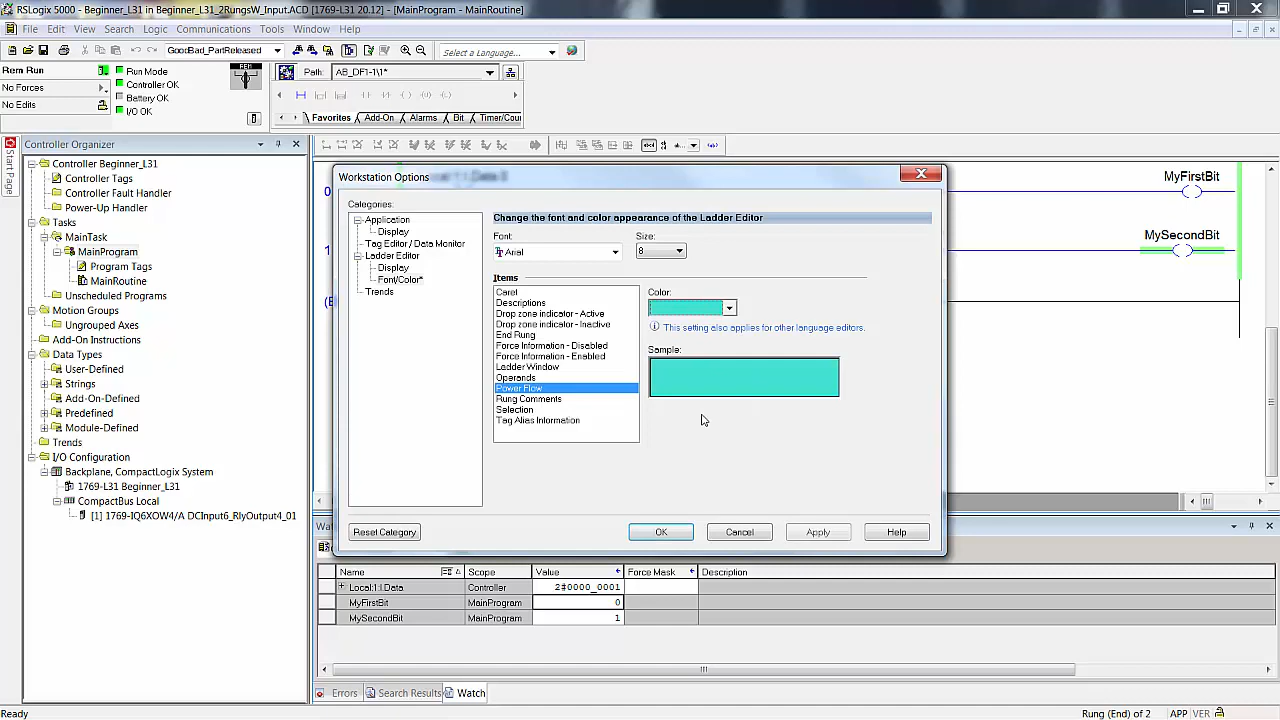 RSLogix 5000 - Beginner_L31 in Beginner_L31_2RungsW_Input.ACD [1769-L31 20.12] - [MainProgram - MainRoutine]
File Edit View Search Logic Communications Tools Window Help
GoodBad_PartReleased
Select a Language...
Rem Run
No Forces
No Edits
Run Mode
Controller OK
Battery OK
I/O OK
REM
Path: AB_DF1-1\1*
Favorites Add-On Alarms Bit Timer/Cou
Start Page
Controller Organizer
Controller Beginner_L31
Controller Tags
Controller Fault Handler
Power-Up Handler
Tasks
MainTask
MainProgram
Program Tags
MainRoutine
Unscheduled Programs
Motion Groups
Ungrouped Axes
Add-On Instructions
Data Types
User-Defined
Strings
Add-On-Defined
Predefined
Module-Defined
Trends
I/O Configuration
Backplane, CompactLogix System
1769-L31 Beginner_L31
CompactBus Local
[1] 1769-IQ6XOW4/A DCInput6_RlyOutput4_01
0
1
(E
MyFirstBit
MySecondBit
Workstation Options
Categories:
Application
Display
Tag Editor / Data Monitor
Ladder Editor
Display
Font/Color*
Trends
Change the font and color appearance of the Ladder Editor
Font:
Arial
Size:
8
Items
Caret
Descriptions
Drop zone indicator - Active
Drop zone indicator - Inactive
End Rung
Force Information - Disabled
Force Information - Enabled
Ladder Window
Operands
Power Flow
Rung Comments
Selection
Tag Alias Information
Color:
This setting also applies for other language editors.
Sample:
Reset Category OK Cancel Apply Help
Wat
Name Scope Value Force Mask Description
Local:1:I.Data Controller 2#0000_0001
MyFirstBit MainProgram 0
MySecondBit MainProgram 1
Errors Search Results Watch
Ready
Rung (End) of 2 APP VER